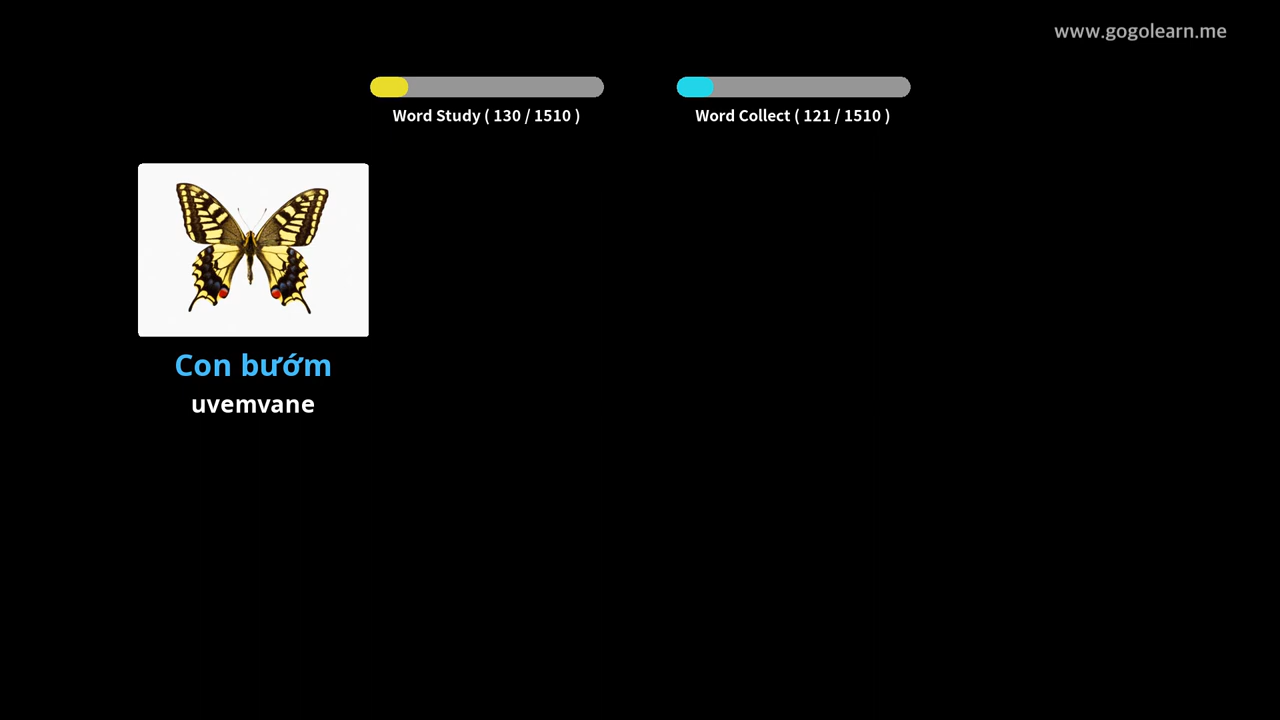 www.gogolearn.me
Word Study ( 130 / 1510 )
Word Collect ( 121 / 1510 )
Con bướm
uvemvane